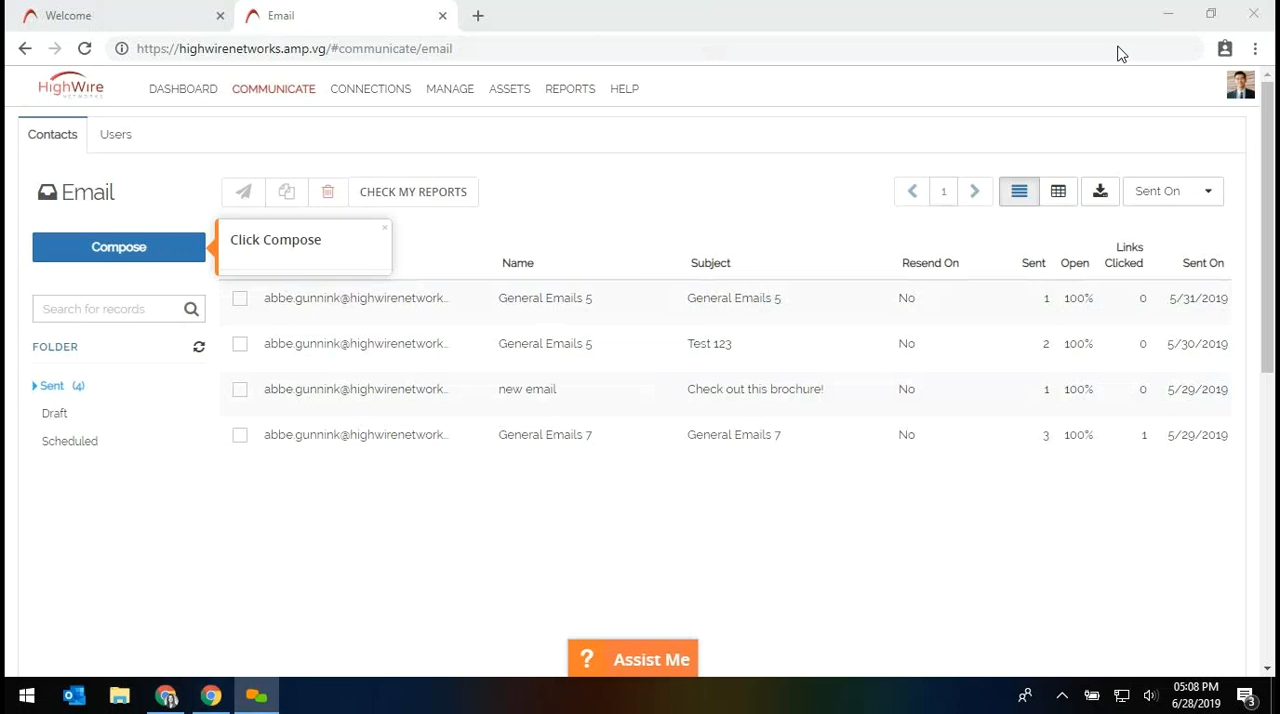 Welcome
Email
https://highwirenetworks.amp.vg/#communicate/email
HighWire
NETWORKS
DASHBOARD COMMUNICATE CONNECTIONS MANAGE ASSETS REPORTS HELP
Contacts Users
Email
CHECK MY REPORTS
1
Sent On
Compose
Click Compose
Name Subject Resend On Sent Open Links Clicked Sent On
Search for records
abbe.gunnink@highwirenetwork... General Emails 5 General Emails 5 No 1 100% 0 5/31/2019
FOLDER
abbe.gunnink@highwirenetwork... General Emails 5 Test 123 No 2 100% 0 5/30/2019
Sent (4)
abbe.gunnink@highwirenetwork... new email Check out this brochure! No 1 100% 0 5/29/2019
Draft
Scheduled
abbe.gunnink@highwirenetwork... General Emails 7 General Emails 7 No 3 100% 1 5/29/2019
? Assist Me
05:08 PM
6/28/2019
3